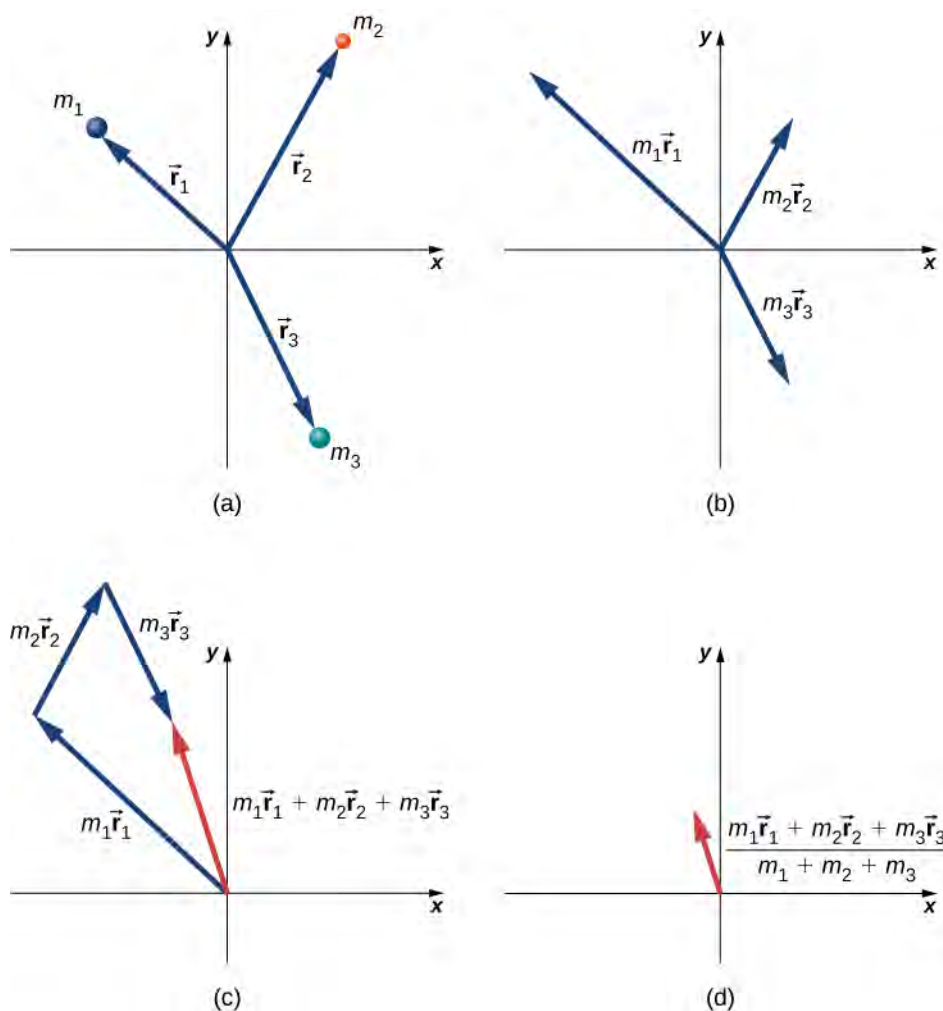 y
m₂
m₁
r⃗₁
r⃗₂
x
r⃗₃
m₃
(a)
y
m₁r⃗₁
m₂r⃗₂
x
m₃r⃗₃
(b)
m₂r⃗₂
m₃r⃗₃
y
m₁r⃗₁ + m₂r⃗₂ + m₃r⃗₃
m₁r⃗₁
x
(c)
y
m₁r⃗₁ + m₂r⃗₂ + m₃r⃗₃
m₁ + m₂ + m₃
x
(d)